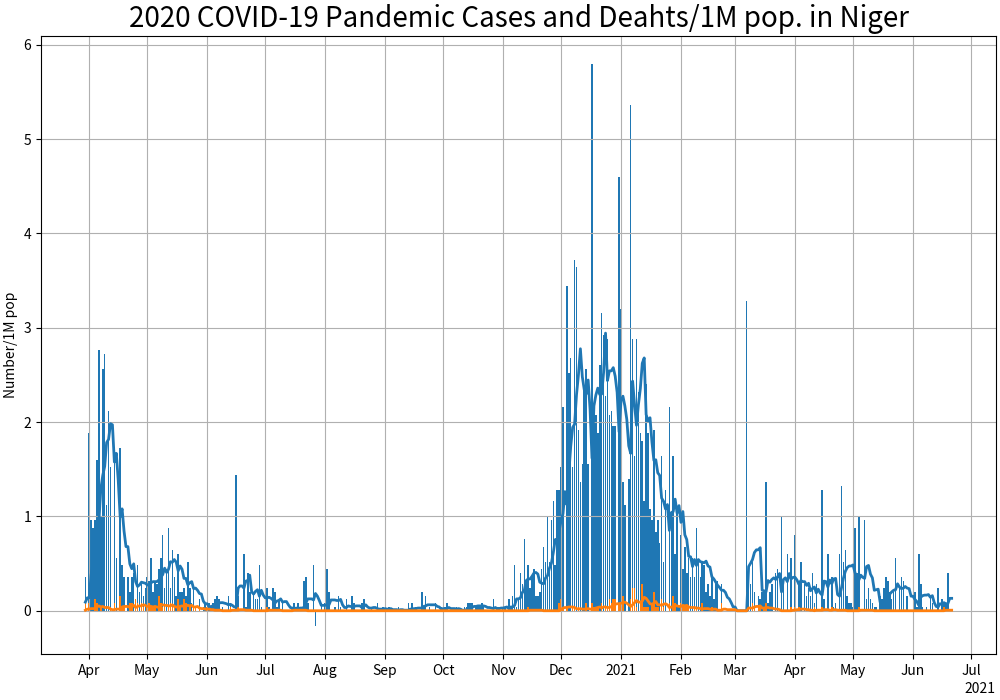 2020 COVID-19 Pandemic Cases and Deahts/1M pop. in Niger
Number/1M pop
6
5
4
3
2
1
0
Apr May Jun Jul Aug Sep Oct Nov Dec 2021 Feb Mar Apr May Jun Jul
2021